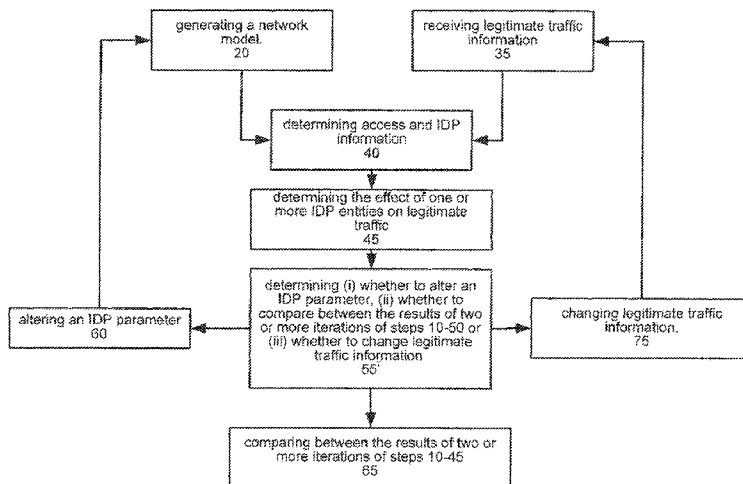 generating a network
model.
20
receiving legitimate traffic
information
35
determining access and IDP
information
40
determining the effect of one or
more IDP entities on legitimate
traffic
45
determining (i) whether to alter an
IDP parameter, (ii) whether to
compare between the results of two
or more iterations of steps 10-50 or
(iii) whether to change legitimate
traffic information
55'
altering an IDP parameter
60
changing legitimate traffic
information.
75
comparing between the results of two or
more iterations of steps 10-45
65